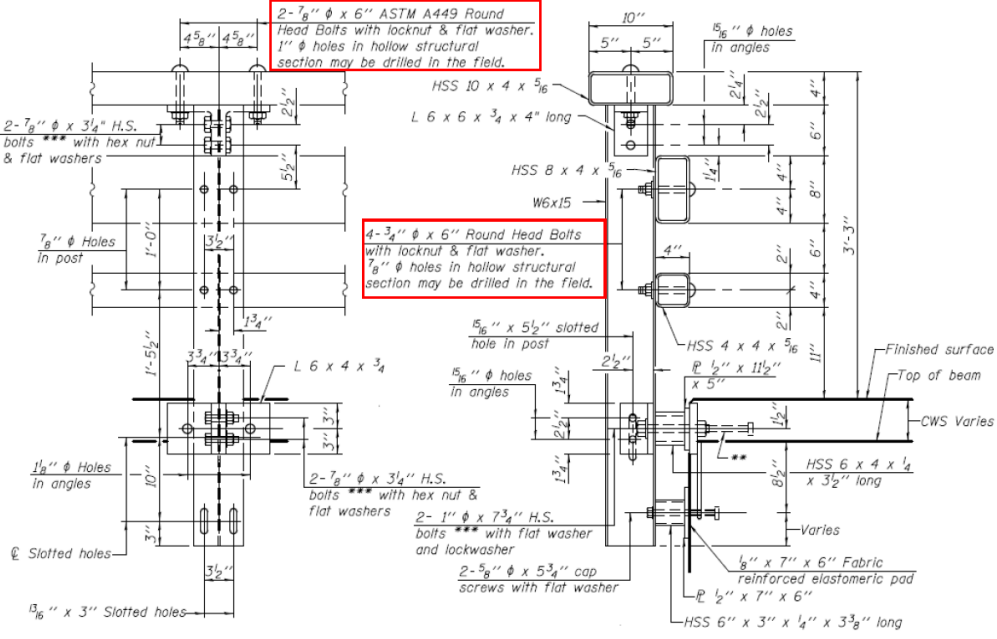 2-⅞" ϕ x 6" ASTM A449 Round
Head Bolts with locknut & flat washer.
1" ϕ holes in hollow structural
section may be drilled in the field.
4⅝" 4⅝"
2½"
2-⅞" ϕ x 3¼" H.S.
bolts *** with hex nut
& flat washers
5½"
⅞" ϕ Holes
in post
1'-0"
3½"
1¾"
1'-5½"
3¾" 3¾"
L 6 x 4 x ¾
3"
3"
1⅛" ϕ Holes
in angles
10"
2-⅞" ϕ x 3¼" H.S.
bolts *** with hex nut &
flat washers
3"
℄ Slotted holes
3½"
13/16" x 3" Slotted holes
10"
5" 5"
15/16" ϕ holes
in angles
HSS 10 x 4 x 5/16
2¼"
2½"
4"
L 6 x 6 x ¾ x 4" long
6"
HSS 8 x 4 x 5/16
1¼"
4"
4"
8"
W6x15
3'-3"
4-¾" ϕ x 6" Round Head Bolts
with locknut & flat washer.
⅞" ϕ holes in hollow structural
section may be drilled in the field.
4"
6"
2"
4"
2"
15/16" x 5½" slotted
hole in post
HSS 4 x 4 x 5/16
11"
2½"
℄ ½" x 11½"
x 5"
Finished surface
Top of beam
15/16" ϕ holes
in angles
1¾"
2½"
1¾"
1½"
CWS Varies
**
HSS 6 x 4 x ¼
x 3½" long
8½"
2- 1" ϕ x 7¾" H.S.
bolts *** with flat washer
and lockwasher
Varies
2-⅝" ϕ x 5¾" cap
screws with flat washer
⅛" x 7" x 6" Fabric
reinforced elastomeric pad
℄ ½" x 7" x 6"
HSS 6" x 3" x ¼" x 3⅜" long